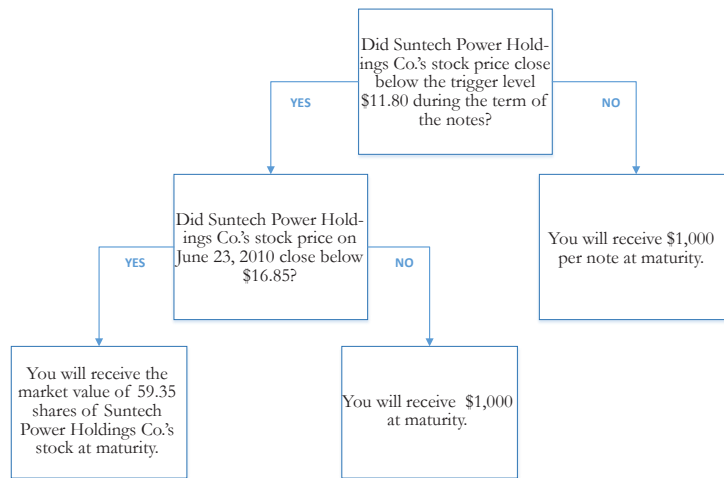 Did Suntech Power Hold-
ings Co.'s stock price close
below the trigger level
$11.80 during the term of
the notes?
YES
NO
Did Suntech Power Hold-
ings Co.'s stock price on
June 23, 2010 close below
$16.85?
You will receive $1,000
per note at maturity.
YES
NO
You will receive the
market value of 59.35
shares of Suntech
Power Holdings Co.'s
stock at maturity.
You will receive $1,000
at maturity.